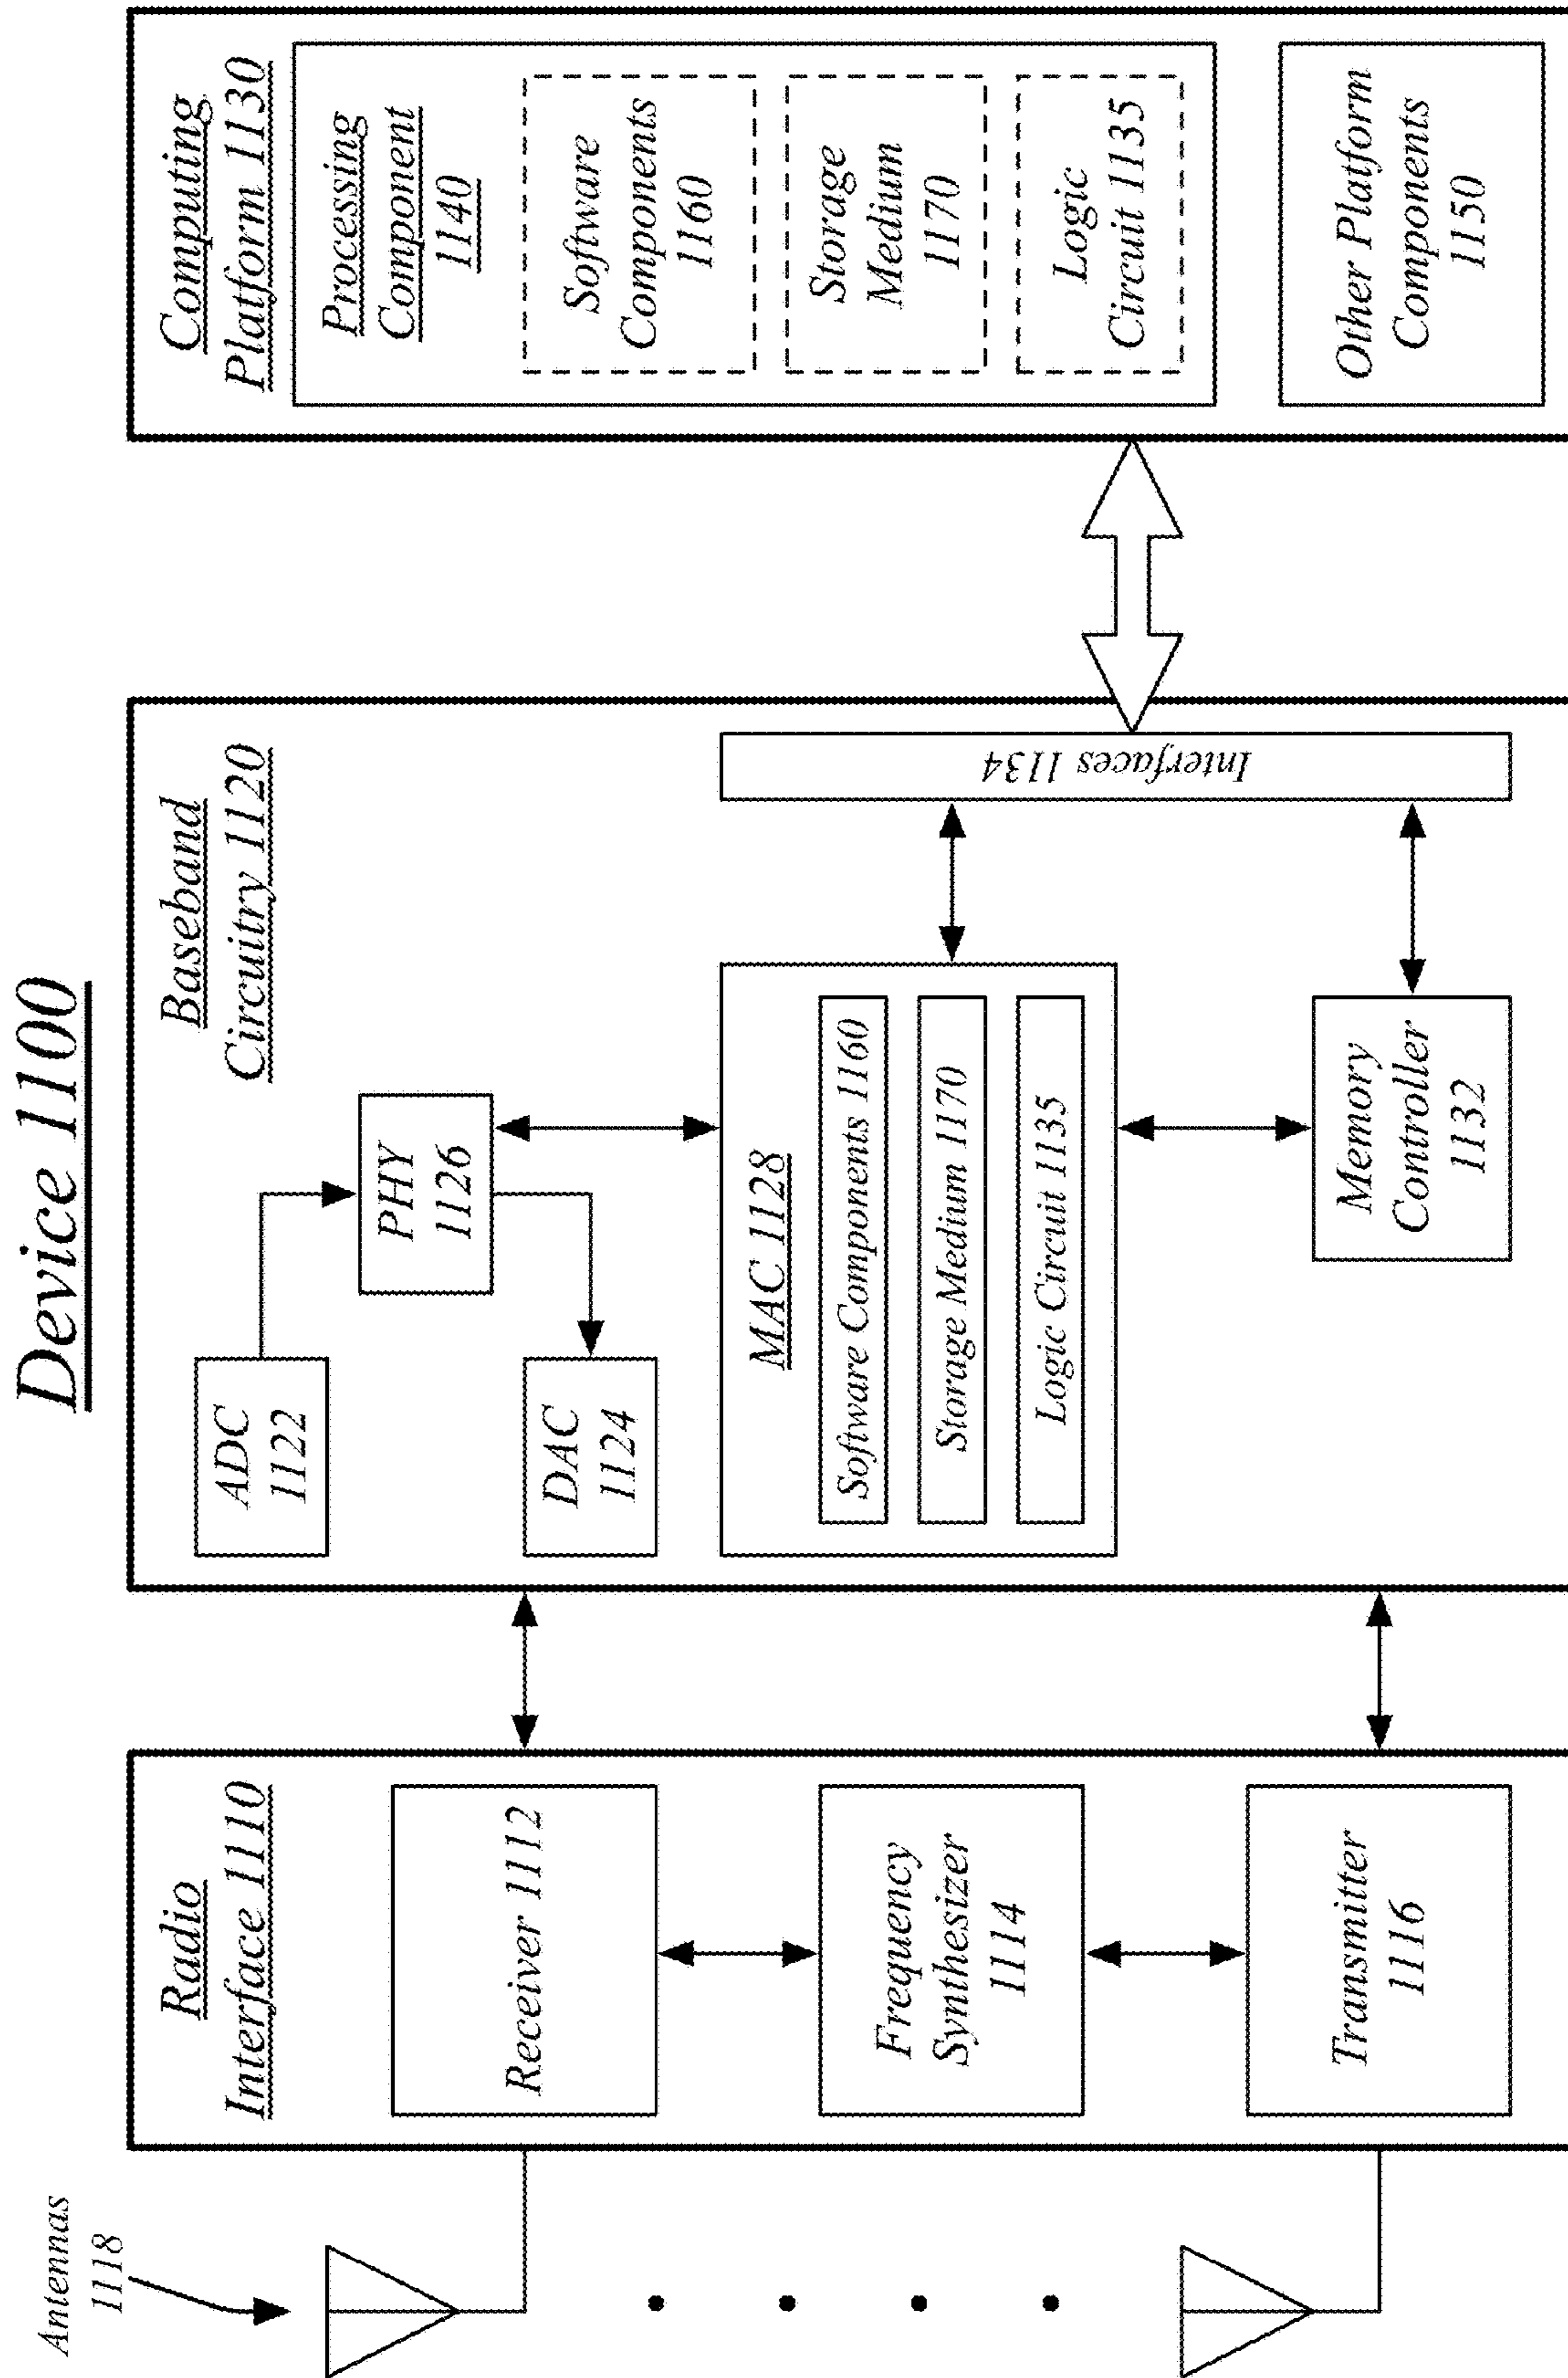 Device 1100
Antennas
1118
Radio
Interface 1110
Receiver 1112
Frequency
Synthesizer
1114
Transmitter
1116
Baseband
Circuitry 1120
ADC
1122
PHY
1126
DAC
1124
MAC 1128
Software Components 1160
Storage Medium 1170
Logic Circuit 1135
Memory
Controller
1132
Interfaces 1134
Computing
Platform 1130
Processing
Component
1140
Software
Components
1160
Storage
Medium
1170
Logic
Circuit 1135
Other Platform
Components
1150